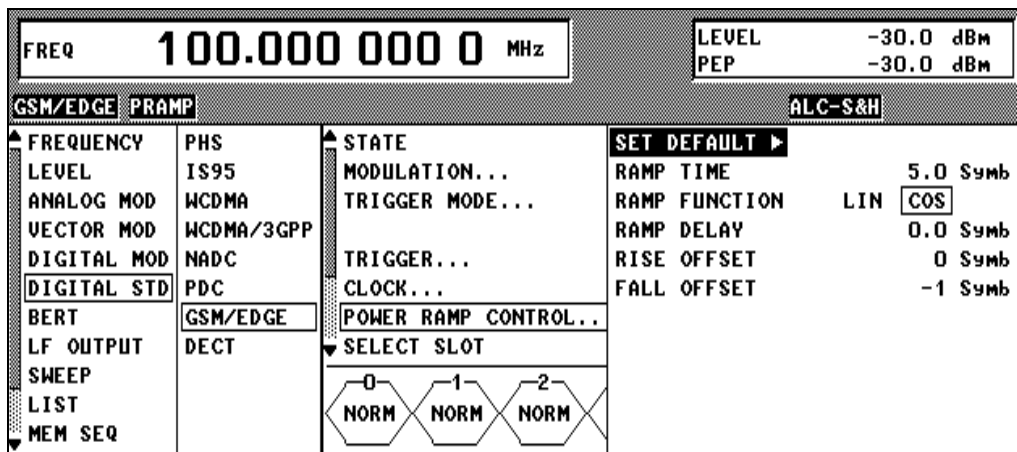 FREQ 100.000 000 0 MHz
LEVEL -30.0 dBm
PEP -30.0 dBm
GSM/EDGE PRAMP ALC-S&H
FREQUENCY
LEVEL
ANALOG MOD
VECTOR MOD
DIGITAL MOD
DIGITAL STD
BERT
LF OUTPUT
SWEEP
LIST
MEM SEQ
PHS
IS95
WCDMA
WCDMA/3GPP
NADC
PDC
GSM/EDGE
DECT
STATE
MODULATION...
TRIGGER MODE...
TRIGGER...
CLOCK...
POWER RAMP CONTROL..
SELECT SLOT
0 1 2
NORM NORM NORM
SET DEFAULT ▶
RAMP TIME 5.0 Symb
RAMP FUNCTION LIN COS
RAMP DELAY 0.0 Symb
RISE OFFSET 0 Symb
FALL OFFSET -1 Symb